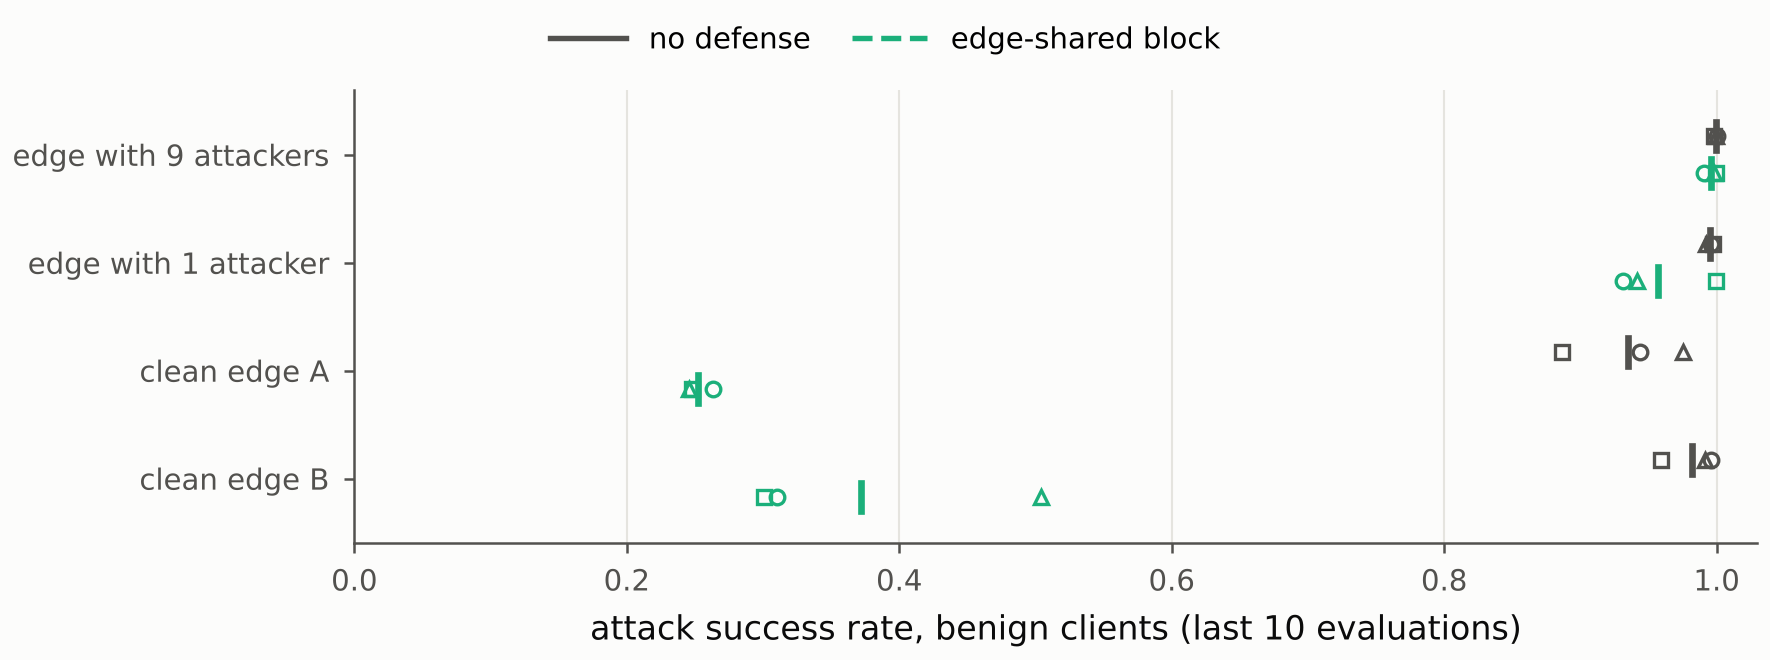 no defense
edge-shared block
edge with 9 attackers
edge with 1 attacker
clean edge A
clean edge B
0.0 0.2 0.4 0.6 0.8 1.0
attack success rate, benign clients (last 10 evaluations)